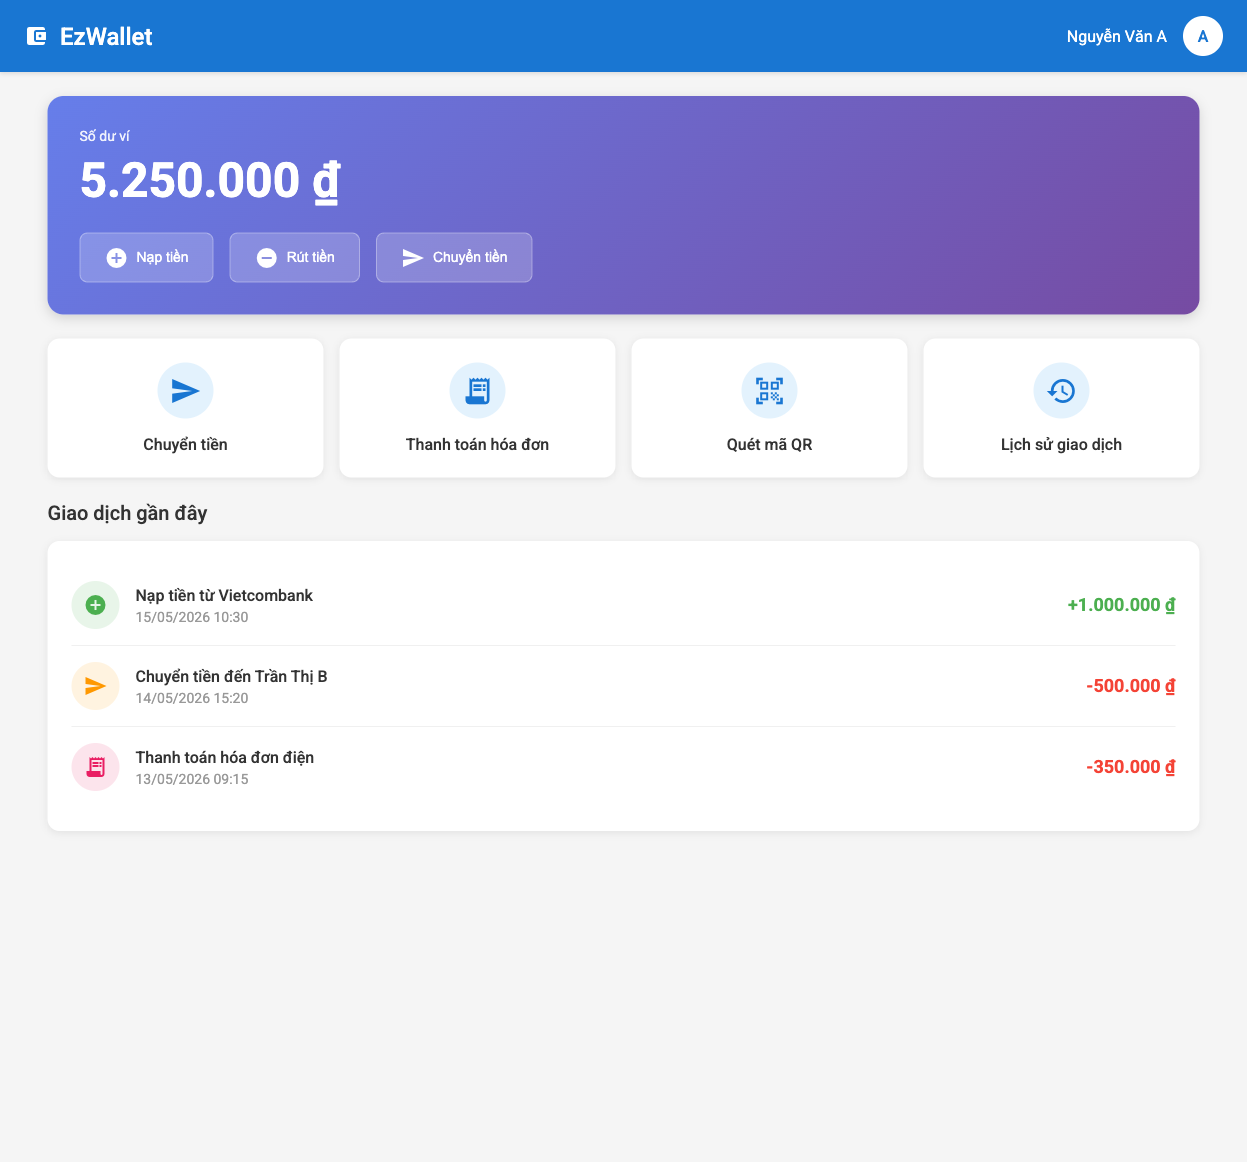 EzWallet
Nguyễn Văn A
A
Số dư ví
5.250.000 ₫
Nạp tiền
Rút tiền
Chuyển tiền
Chuyển tiền
Thanh toán hóa đơn
Quét mã QR
Lịch sử giao dịch
Giao dịch gần đây
Nạp tiền từ Vietcombank
15/05/2026 10:30
+1.000.000 ₫
Chuyển tiền đến Trần Thị B
14/05/2026 15:20
-500.000 ₫
Thanh toán hóa đơn điện
13/05/2026 09:15
-350.000 ₫